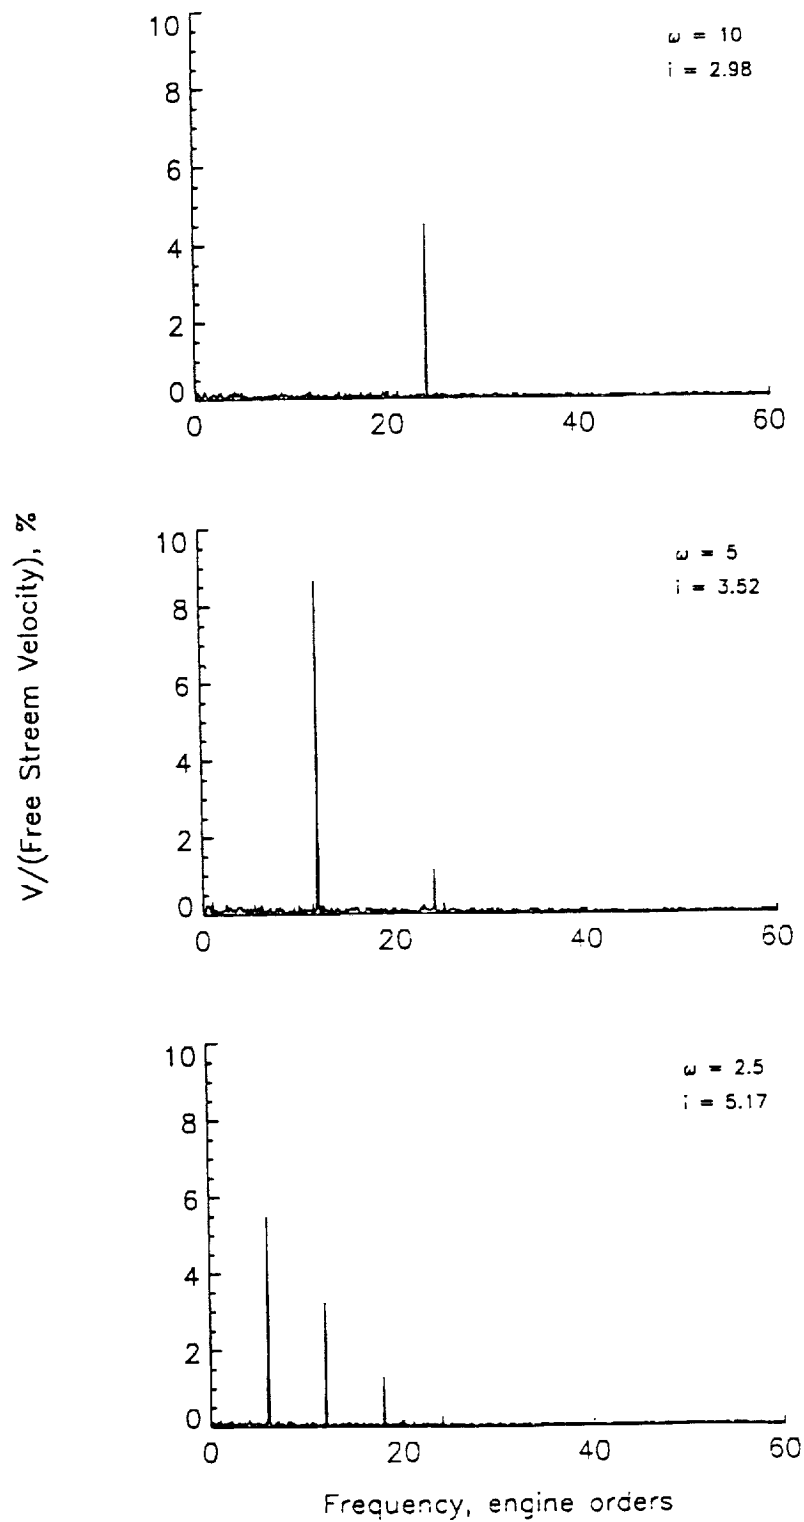 10
8
6
4
2
0
0 20 40 60
ω = 10
i = 2.98
V/(Free Streem Velocity), %
10
8
6
4
2
0
0 20 40 60
ω = 5
i = 3.52
10
8
6
4
2
0
0 20 40 60
ω = 2.5
i = 5.17
Frequency, engine orders